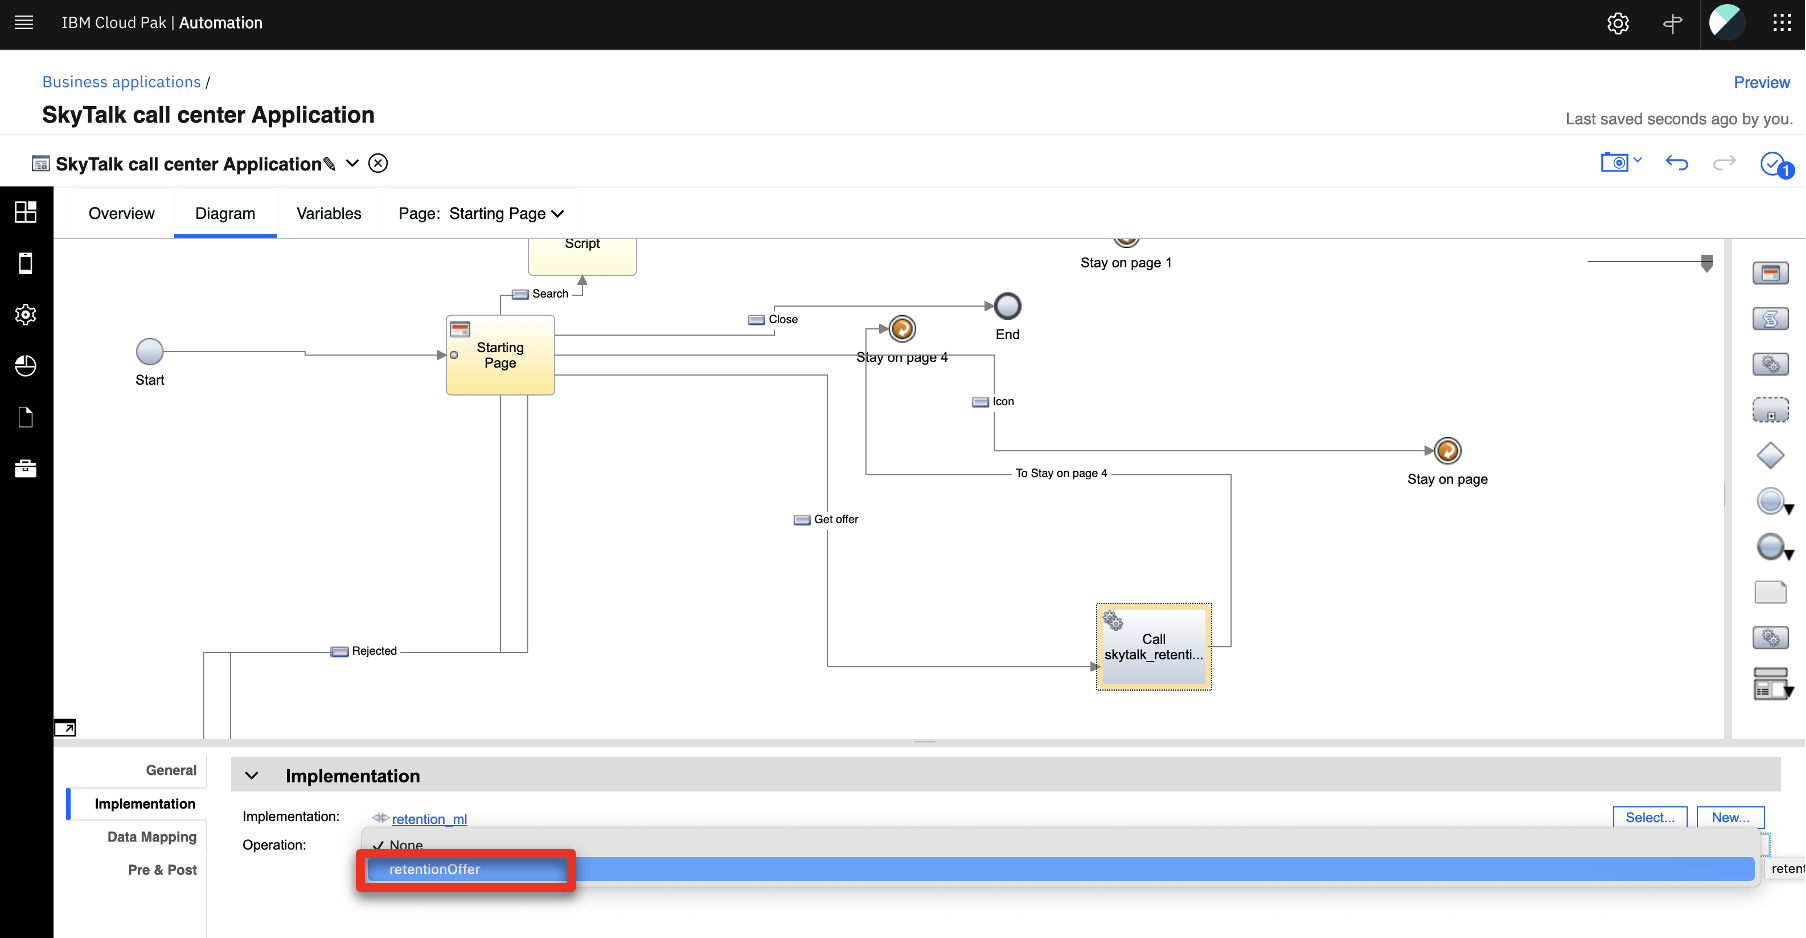 IBM Cloud Pak | Automation
Business applications /
Preview
SkyTalk call center Application
Last saved seconds ago by you.
SkyTalk call center Application
1
Overview
Diagram
Variables
Page: Starting Page
Script
Stay on page 1
Search
Close
End
Starting
Page
Stay on page 4
Start
Icon
To Stay on page 4
Stay on page
Get offer
Call
skytalk_retenti...
Rejected
General
Implementation
Implementation
Data Mapping
Pre & Post
Implementation:
retention_ml
Select...
New...
Operation:
✓ None
retentionOffer
retent